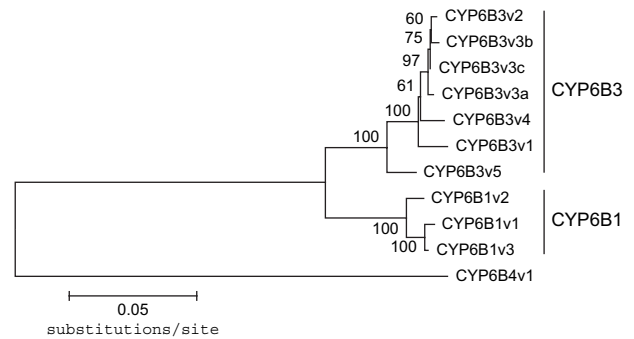 60
CYP6B3v2
75
CYP6B3v3b
97
CYP6B3v3c
61
CYP6B3v3a
CYP6B3
100
CYP6B3v4
100
CYP6B3v1
CYP6B3v5
CYP6B1v2
100
CYP6B1v1
CYP6B1
100
CYP6B1v3
CYP6B4v1
0.05
substitutions/site